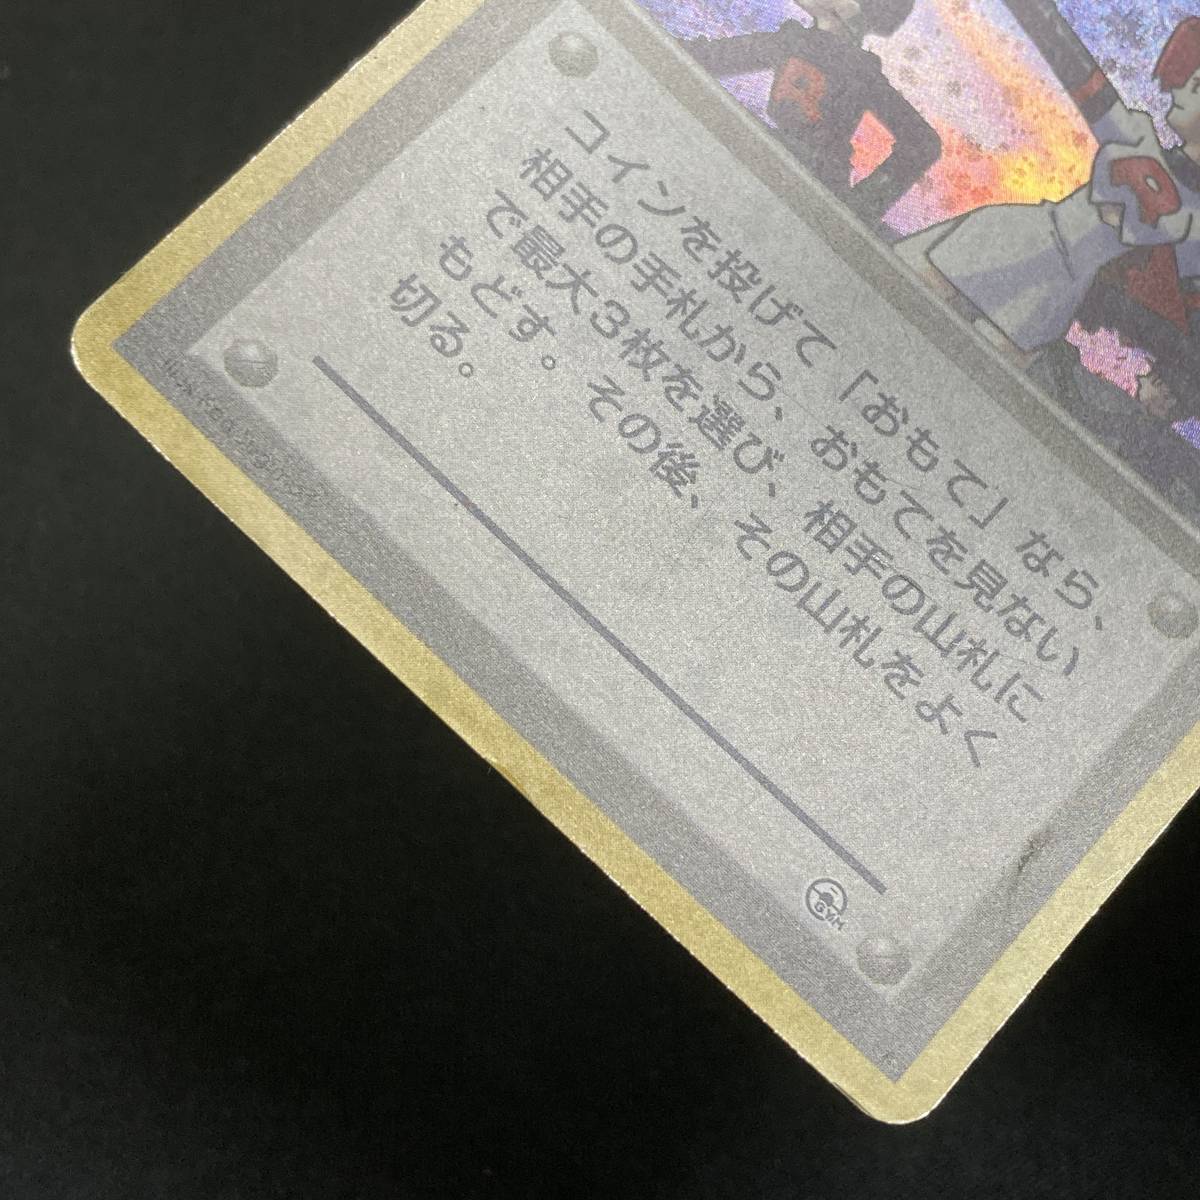 コインを投げて「おもて」なら、
相手の手札から、おもてを見ない
で最大3枚を選び、相手の山札に
もどす。その後、その山札をよく
切る。
GYM
R
R